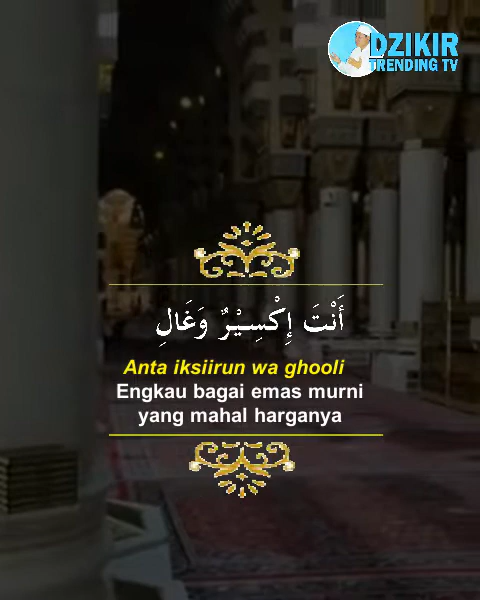 DZIKIR
TRENDING TV
أَنْتَ إِكْسِيْرٌ وَغَالِ
Anta iksiirun wa ghooli
Engkau bagai emas murni
yang mahal harganya